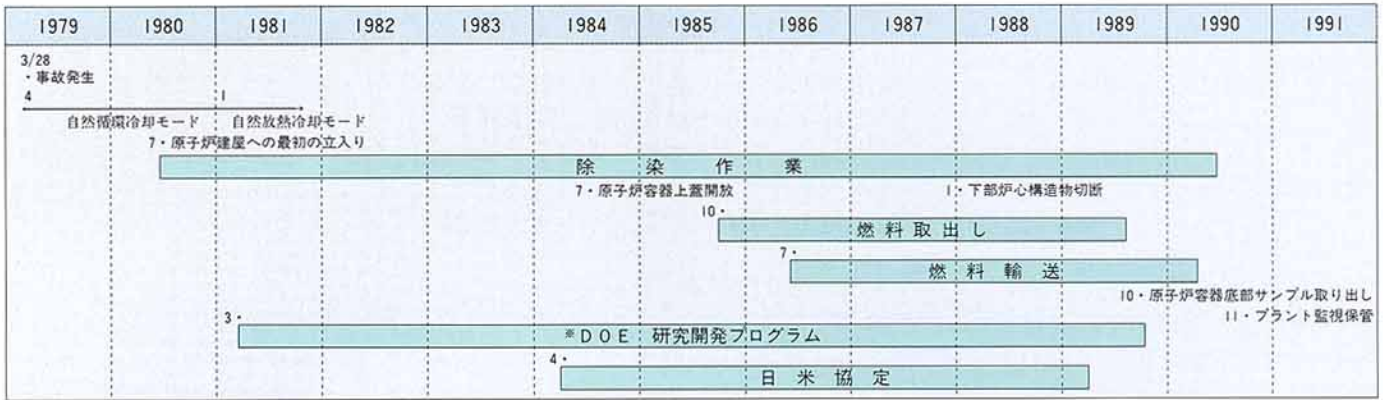 1979 1980 1981 1982 1983 1984 1985 1986 1987 1988 1989 1990 1991
3/28
・事故発生
4 1
自然循環冷却モード 自然放熱冷却モード
7・原子炉建屋への最初の立入り
除染作業
7・原子炉容器上蓋開放 1・下部炉心構造物切断
10・
燃料取出し
7・
燃料輸送
10・原子炉容器底部サンプル取り出し
11・プラント監視保管
3・
※DOE 研究開発プログラム
4・
日米協定